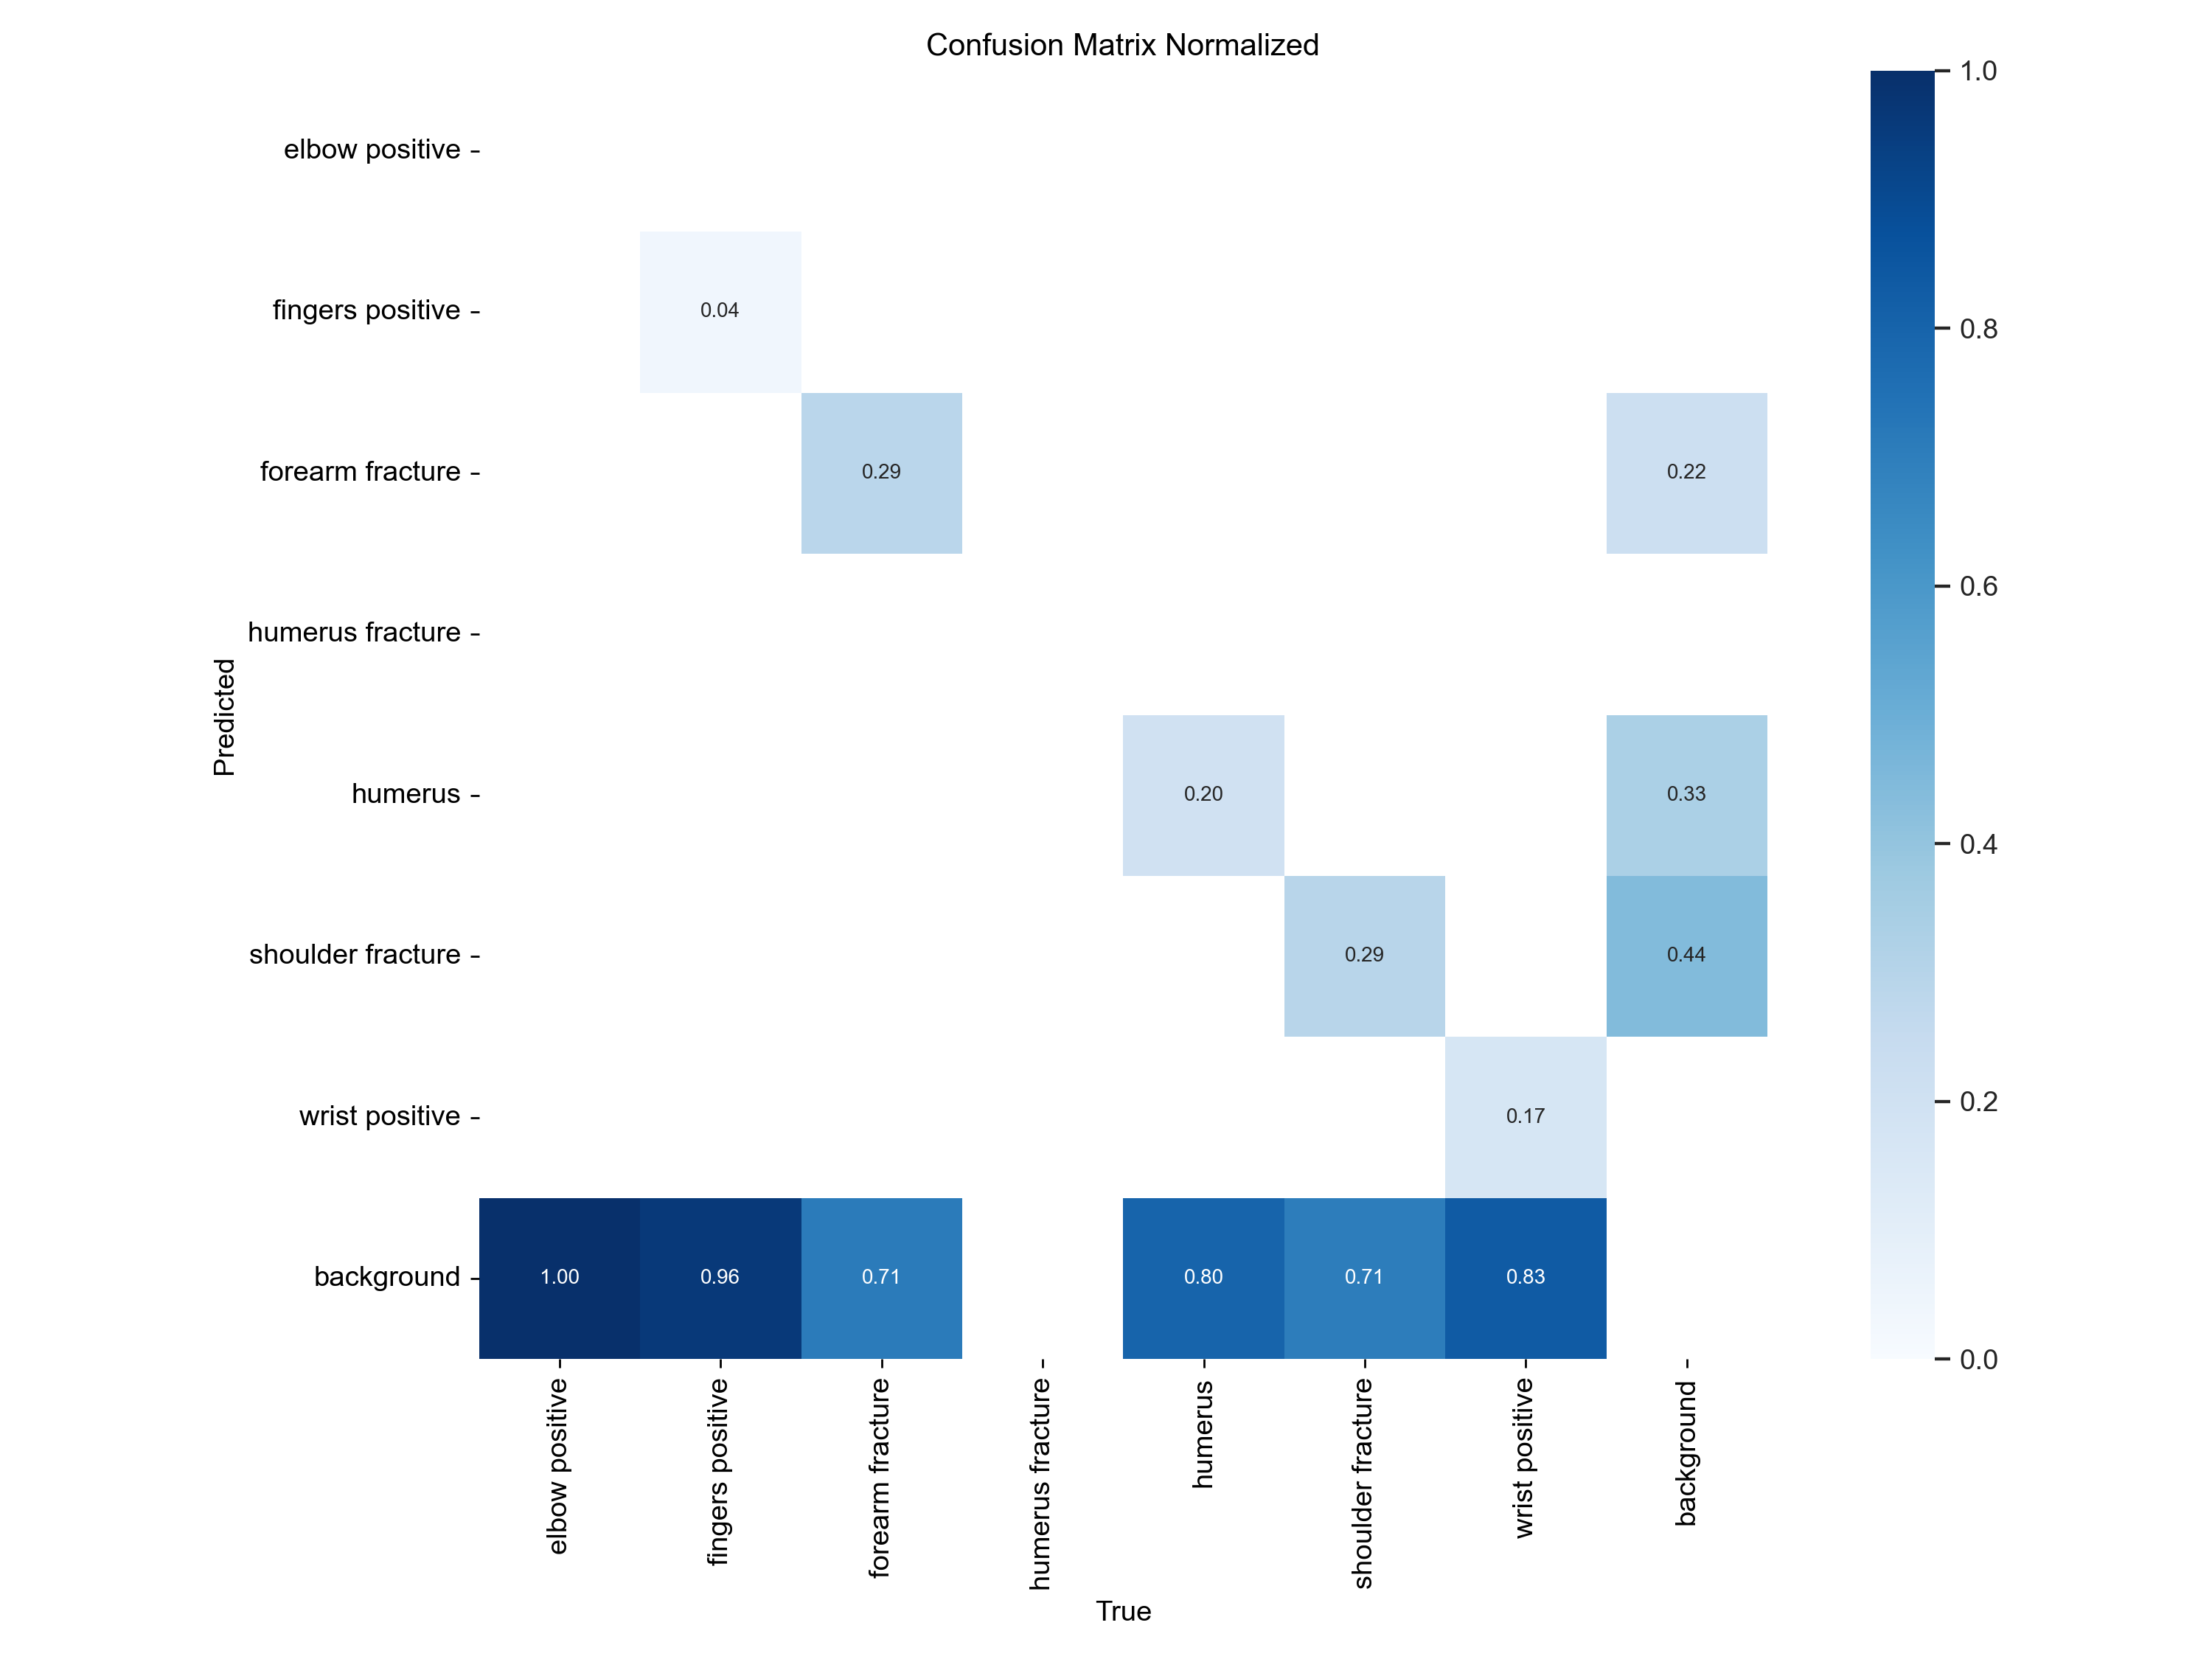 Confusion Matrix Normalized
elbow positive
fingers positive
forearm fracture
humerus fracture
humerus
shoulder fracture
wrist positive
background
Predicted
0.04
0.29 0.22
0.20 0.33
0.29 0.44
0.17
1.00 0.96 0.71 0.80 0.71 0.83
elbow positive
fingers positive
forearm fracture
humerus fracture
humerus
shoulder fracture
wrist positive
background
True
1.0
0.8
0.6
0.4
0.2
0.0